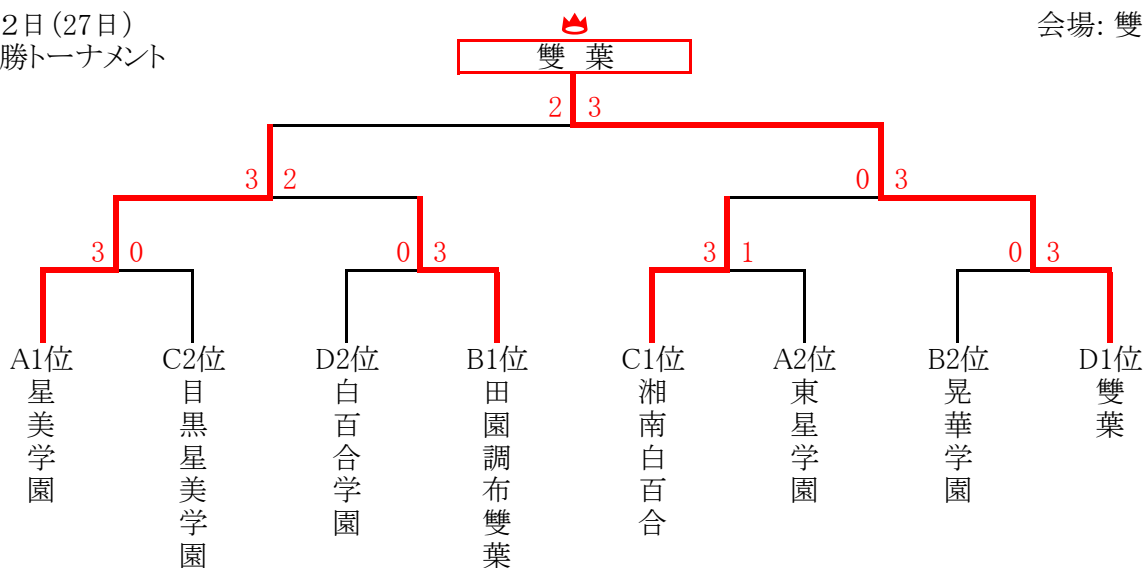 2日(27日)
会場: 雙
勝トーナメント
雙 葉
2 3
3 2
0 3
3 0
0 3
3 1
0 3
A1位
C2位
D2位
B1位
C1位
A2位
B2位
D1位
星美学園
目黒星美学園
白百合学園
田園調布雙葉
湘南白百合
東星学園
晃華学園
雙葉